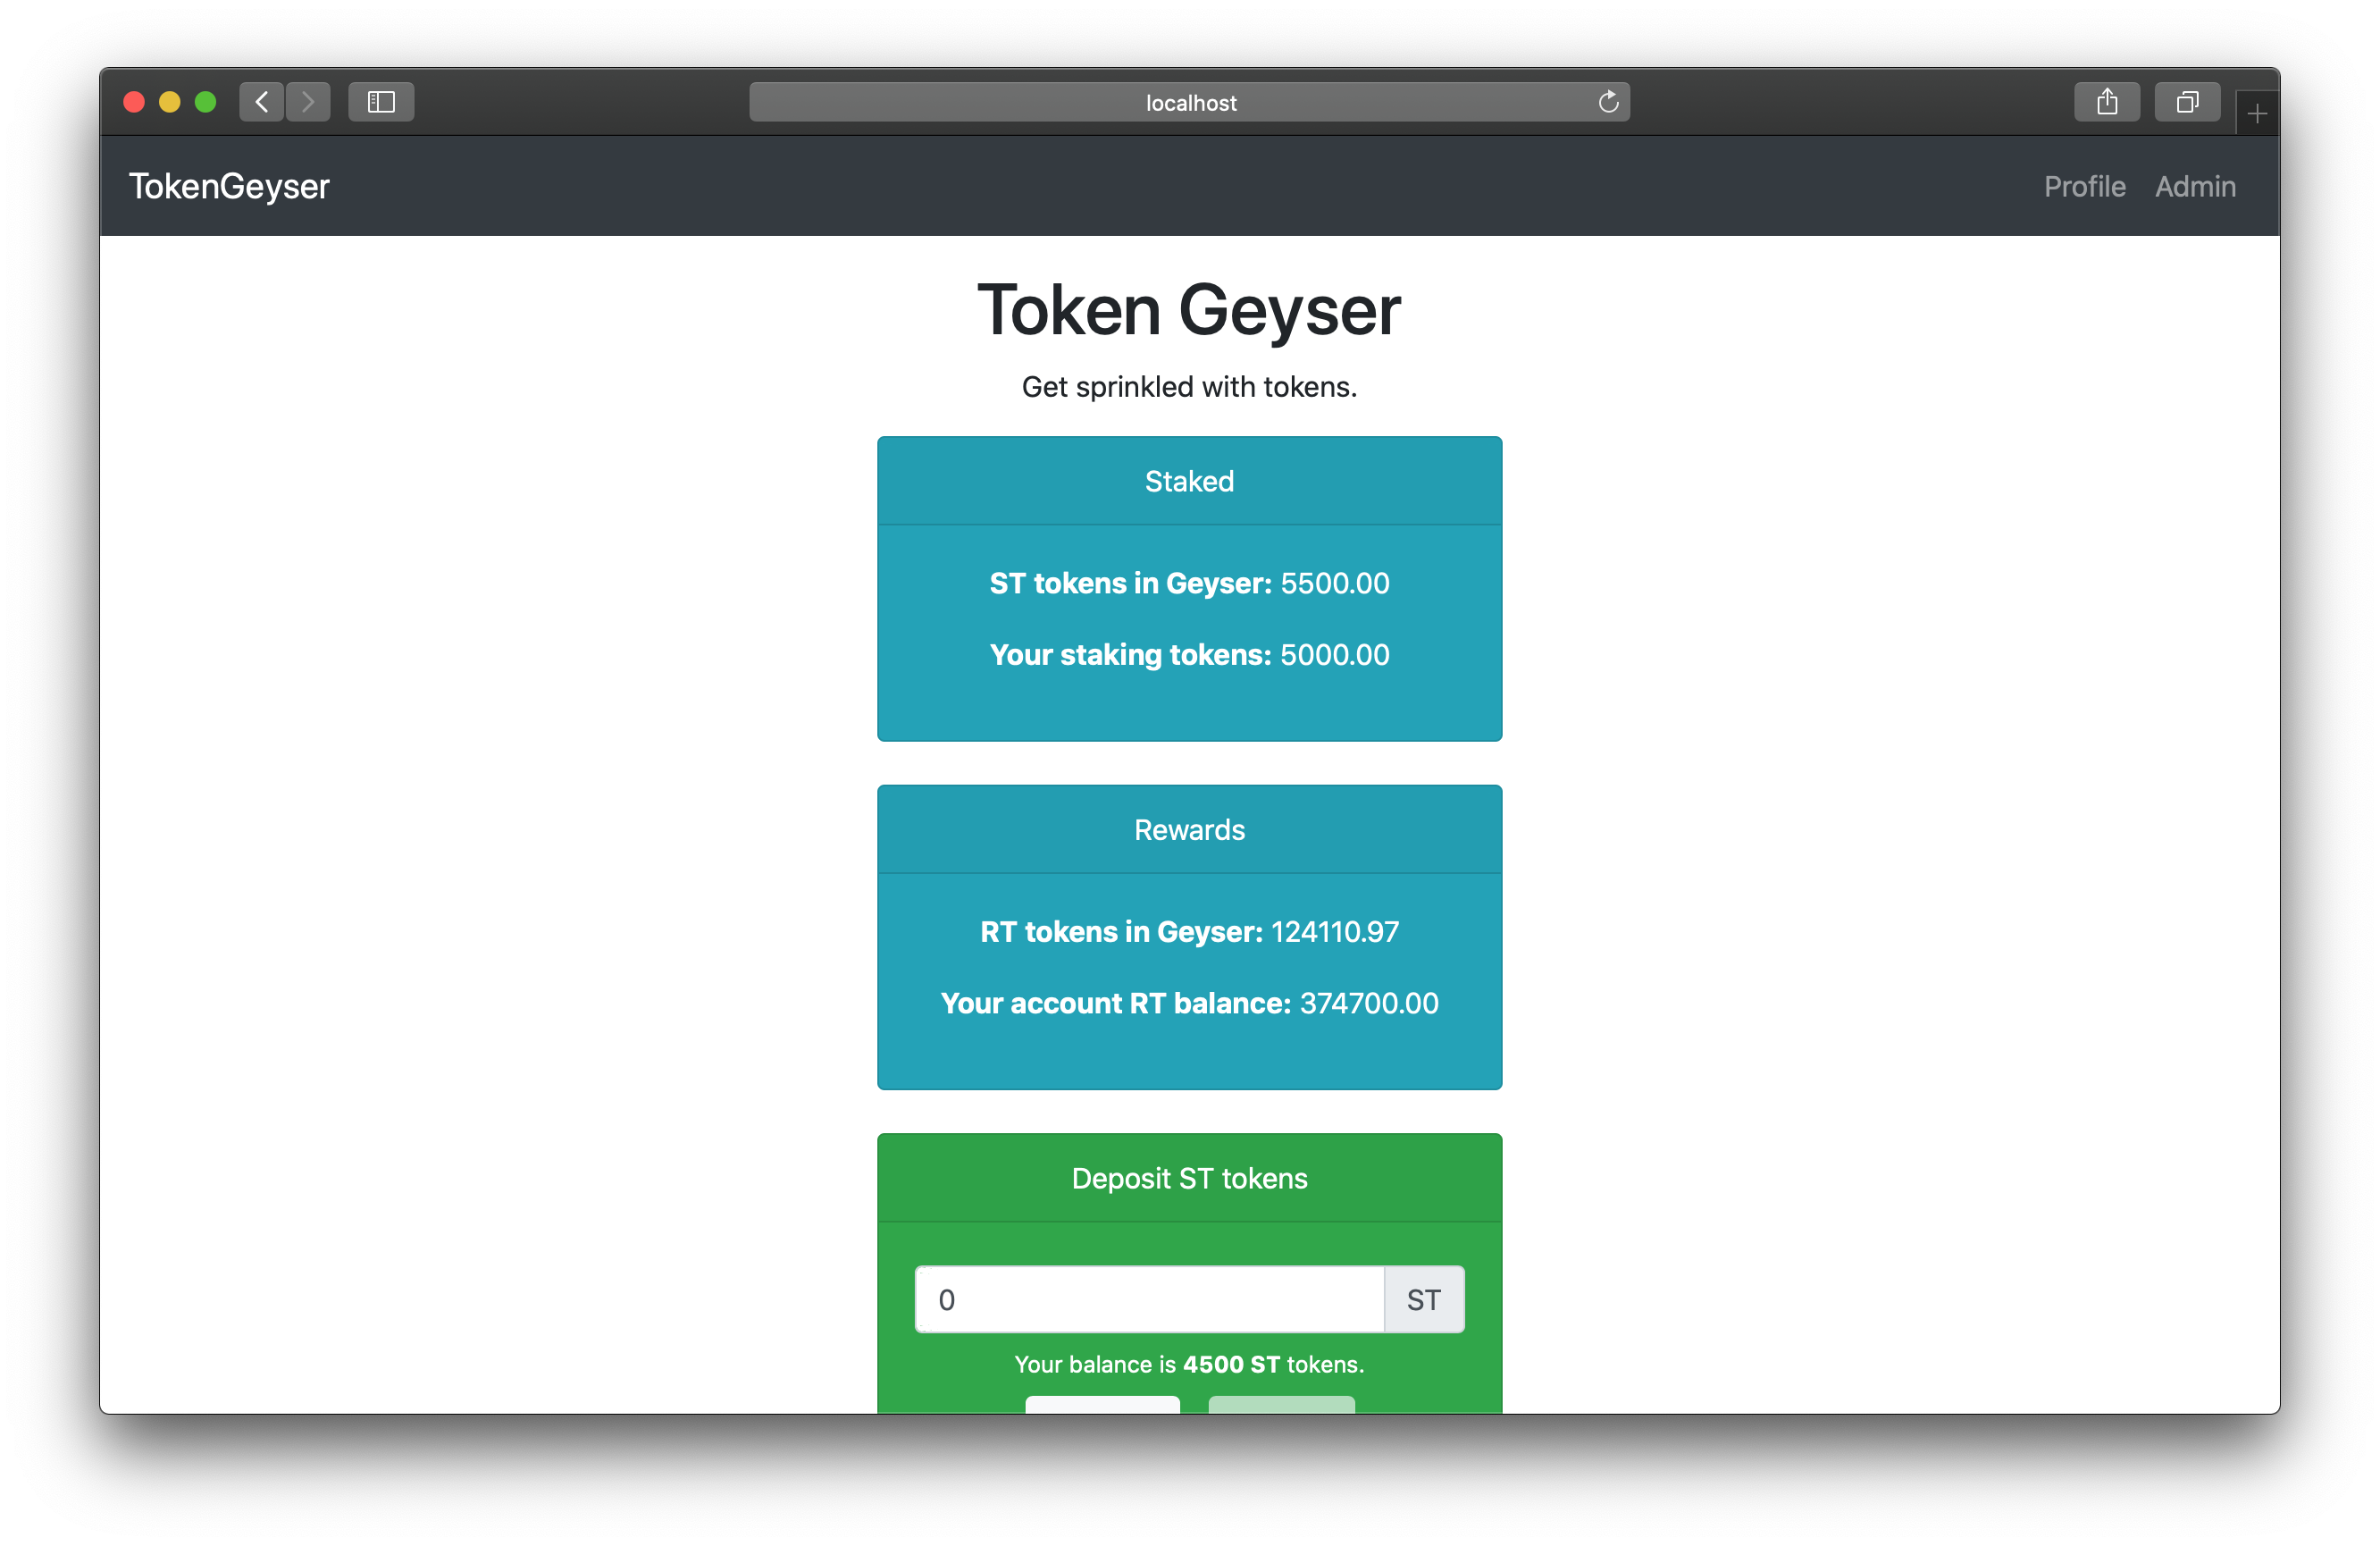 localhost
TokenGeyser
Profile Admin
Token Geyser
Get sprinkled with tokens.
Staked
ST tokens in Geyser: 5500.00
Your staking tokens: 5000.00
Rewards
RT tokens in Geyser: 124110.97
Your account RT balance: 374700.00
Deposit ST tokens
0 ST
Your balance is 4500 ST tokens.